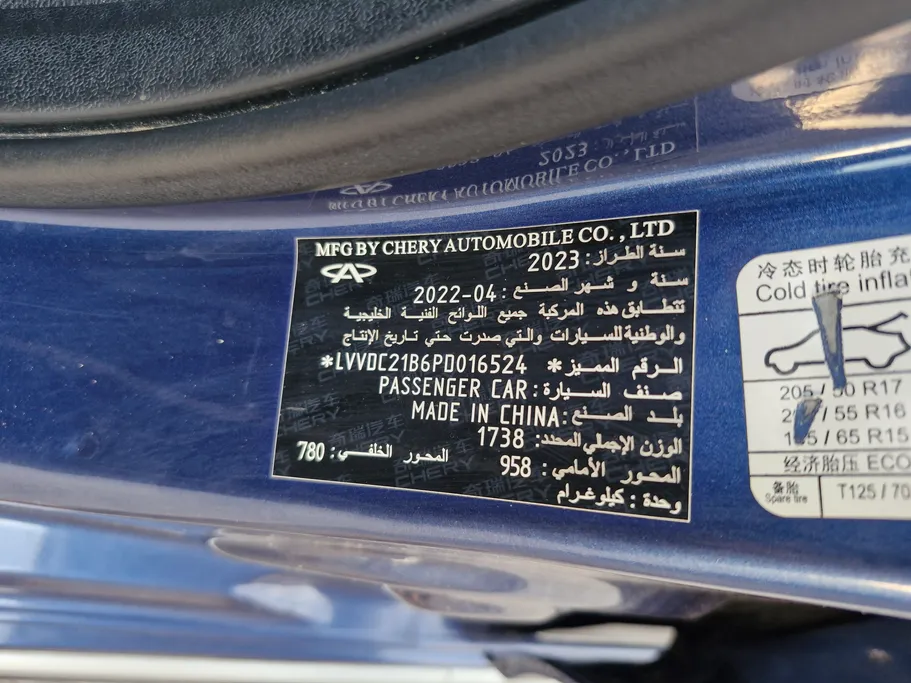 MFG BY CHERY AUTOMOBILE CO. , LTD
سنة الطراز: 2023
سنة و شهر الصنع : 2022-04
تتطابق هذه المركبة جميع اللوائح الفنية الخليجية
والوطنية للسيارات والتي صدرت حتي تاريخ الإنتاج
الرقم المميز* LVVDC21B6PD016524*
صنف السيارة: PASSENGER CAR
بلد الصنع: MADE IN CHINA
الوزن الإجمالي المحدد: 1738
المحور الأمامي: 958 المحور الخلفي: 780
وحدة : كيلوغرام
冷态时轮胎充
Cold tire infla
205 / 50 R17
/ 55 R16
/ 65 R15
经济胎压 ECO
备胎
Spare tire
T125 / 70